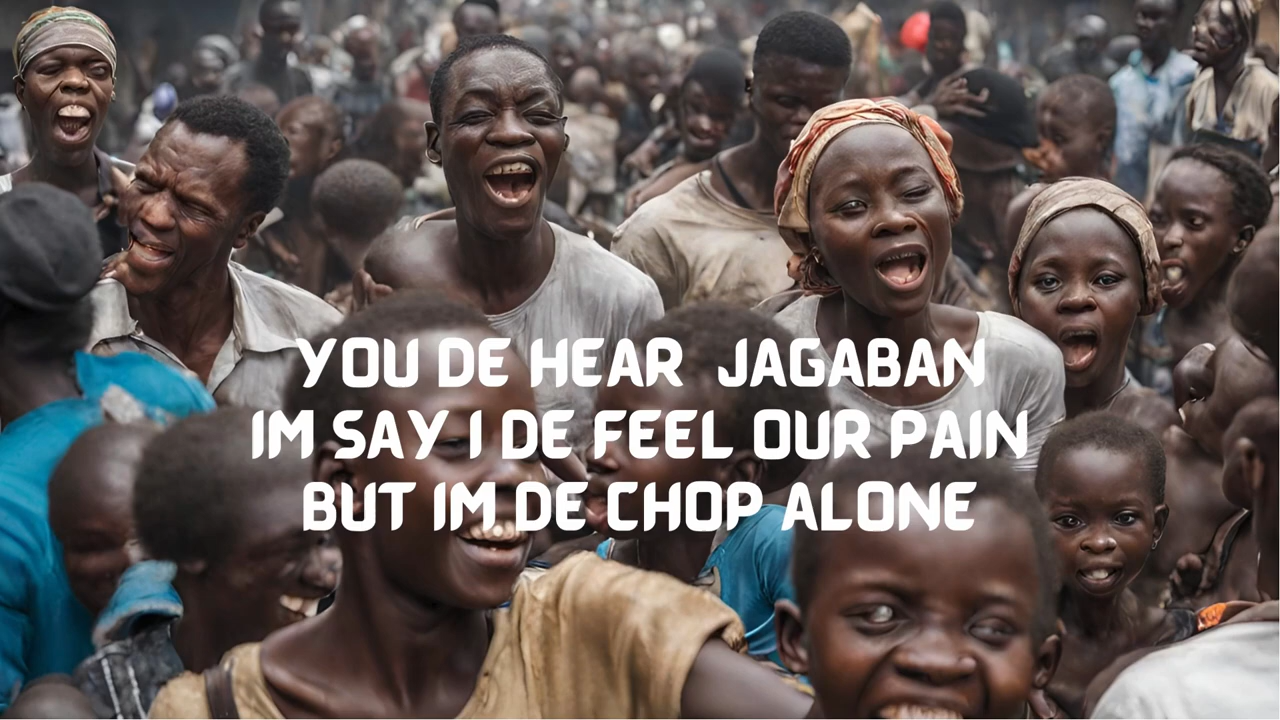 YOU DE HEAR JAGABAN
IM SAY I DE FEEL OUR PAIN
BUT IM DE CHOP ALONE